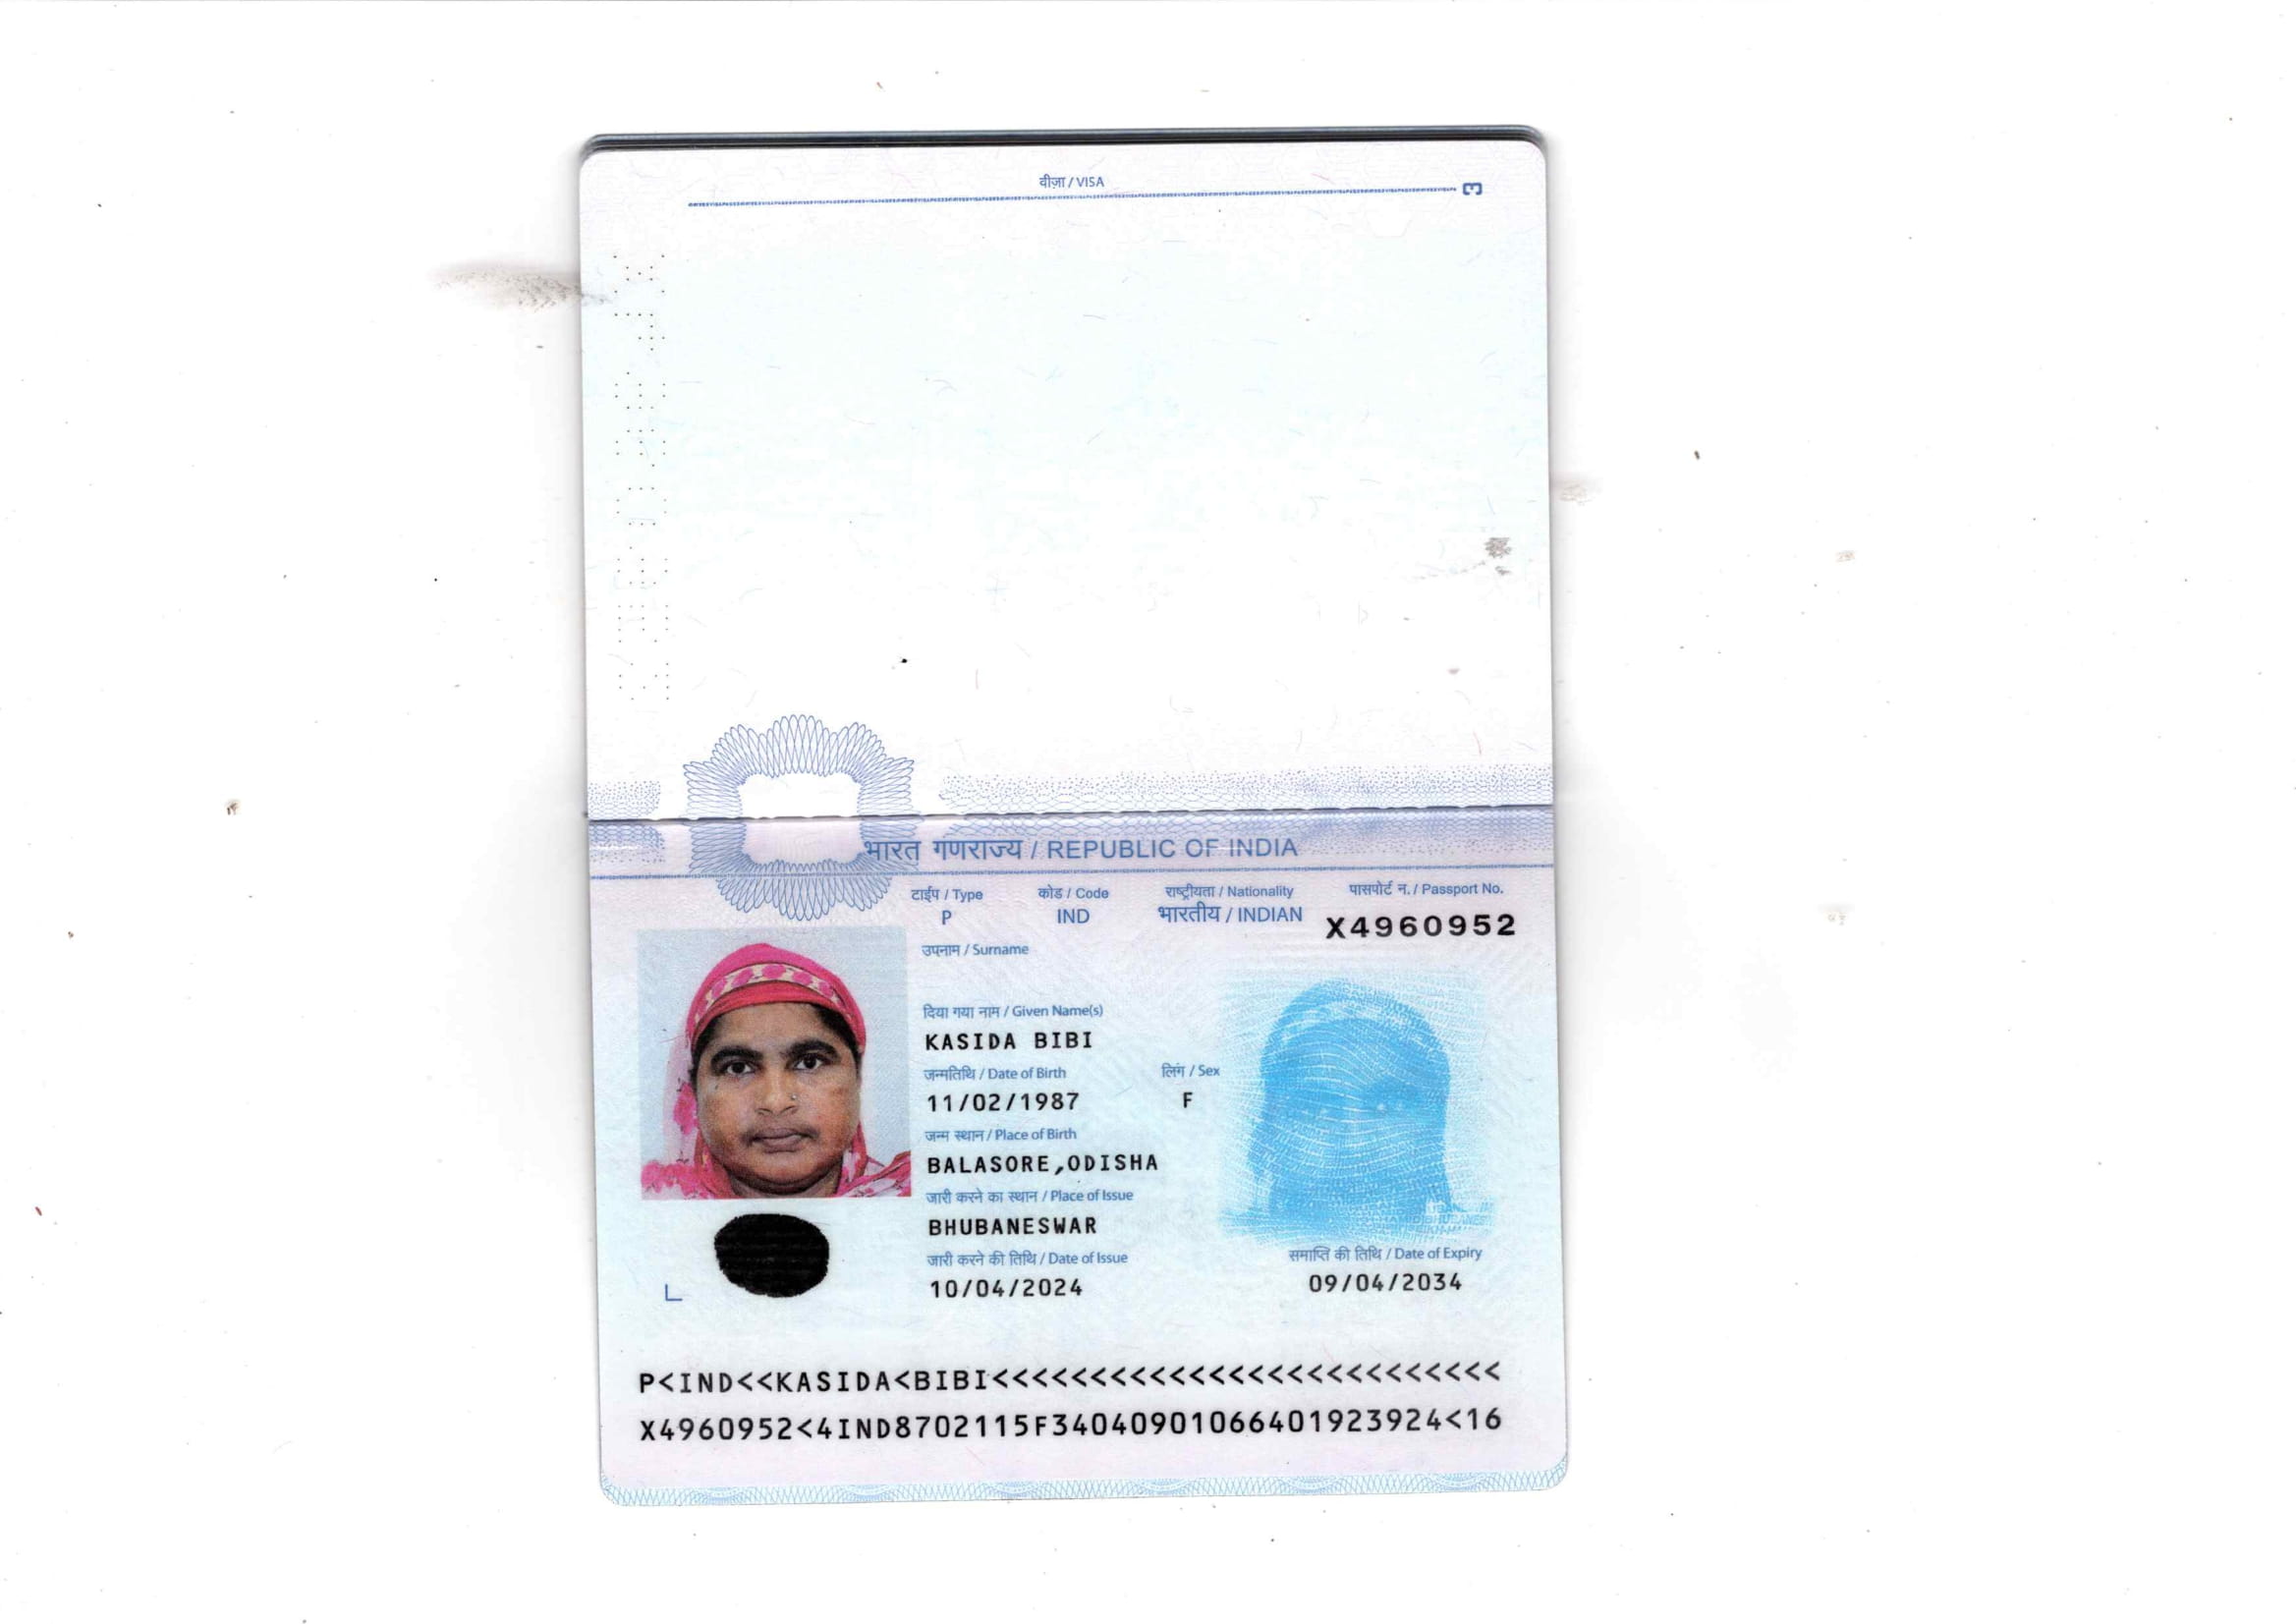 वीज़ा / VISA
3
भारत गणराज्य / REPUBLIC OF INDIA
टाईप / Type कोड / Code राष्ट्रीयता / Nationality पासपोर्ट न. / Passport No.
P IND भारतीय / INDIAN X4960952
उपनाम / Surname
दिया गया नाम / Given Name(s)
KASIDA BIBI
जन्मतिथि / Date of Birth लिंग / Sex
11/02/1987 F
जन्म स्थान / Place of Birth
BALASORE,ODISHA
जारी करने का स्थान / Place of Issue
BHUBANESWAR
जारी करने की तिथि / Date of Issue समाप्ति की तिथि / Date of Expiry
10/04/2024 09/04/2034
P<IND<<KASIDA<BIBI<<<<<<<<<<<<<<<<<<<<<<<<<<
X4960952<4IND8702115F34040901066401923924<16